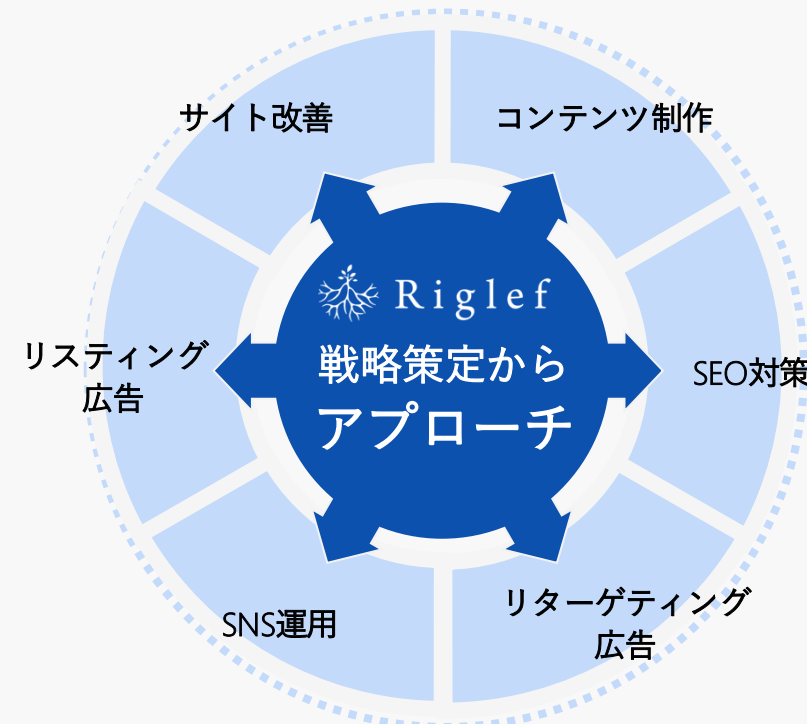 サイト改善
コンテンツ制作
Riglef
戦略策定から
アプローチ
リスティング
広告
SEO対策
SNS運用
リターゲティング
広告